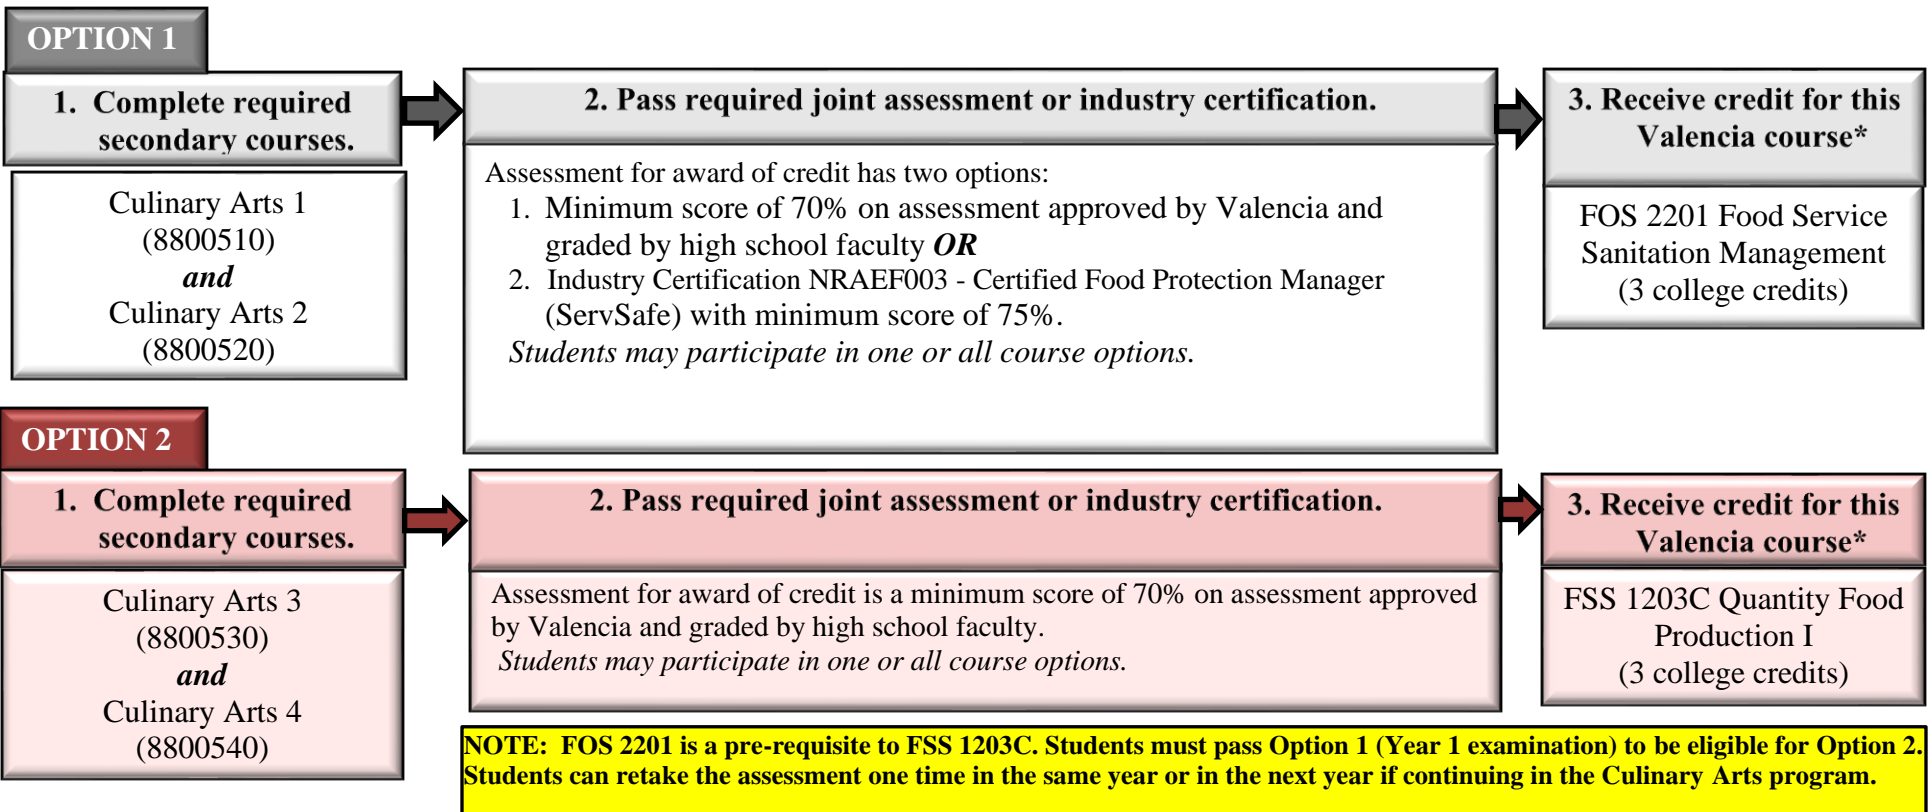 OPTION 1
1. Complete required
secondary courses.
Culinary Arts 1
(8800510)
and
Culinary Arts 2
(8800520)
2. Pass required joint assessment or industry certification.
Assessment for award of credit has two options:
1. Minimum score of 70% on assessment approved by Valencia and
graded by high school faculty OR
2. Industry Certification NRAEF003 - Certified Food Protection Manager
(ServSafe) with minimum score of 75%.
Students may participate in one or all course options.
3. Receive credit for this
Valencia course*
FOS 2201 Food Service
Sanitation Management
(3 college credits)
OPTION 2
1. Complete required
secondary courses.
Culinary Arts 3
(8800530)
and
Culinary Arts 4
(8800540)
2. Pass required joint assessment or industry certification.
Assessment for award of credit is a minimum score of 70% on assessment approved
by Valencia and graded by high school faculty.
Students may participate in one or all course options.
3. Receive credit for this
Valencia course*
FSS 1203C Quantity Food
Production I
(3 college credits)
NOTE: FOS 2201 is a pre-requisite to FSS 1203C. Students must pass Option 1 (Year 1 examination) to be eligible for Option 2.
Students can retake the assessment one time in the same year or in the next year if continuing in the Culinary Arts program.